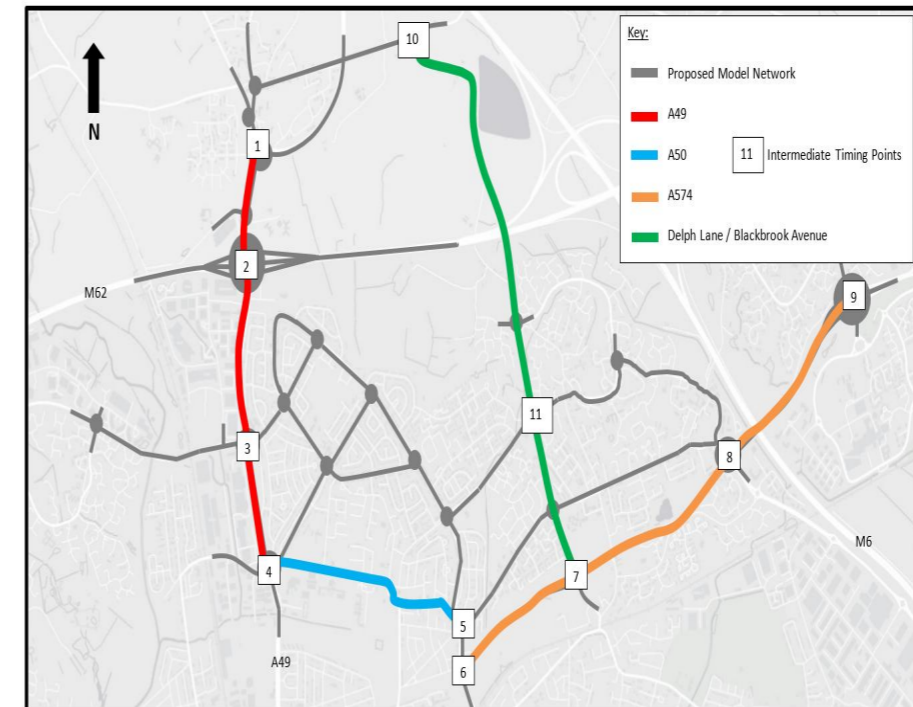 10
Key:
Proposed Model Network
N
A49
1
A50
11 Intermediate Timing Points
A574
Delph Lane / Blackbrook Avenue
2
M62
9
11
3
8
M6
4
7
5
A49
6